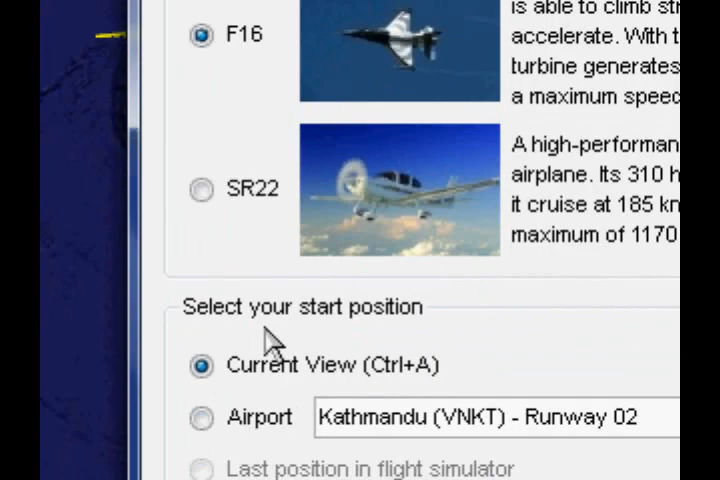 is able to climb
F16
accelerate. With
turbine generates
a maximum speed
A high-performan
SR22
airplane. Its 310
it cruise at 185
maximum of 1170
Select your start position
Current View (Ctrl+A)
Airport
Kathmandu (VNKT) - Runway 02
Last position in flight simulator